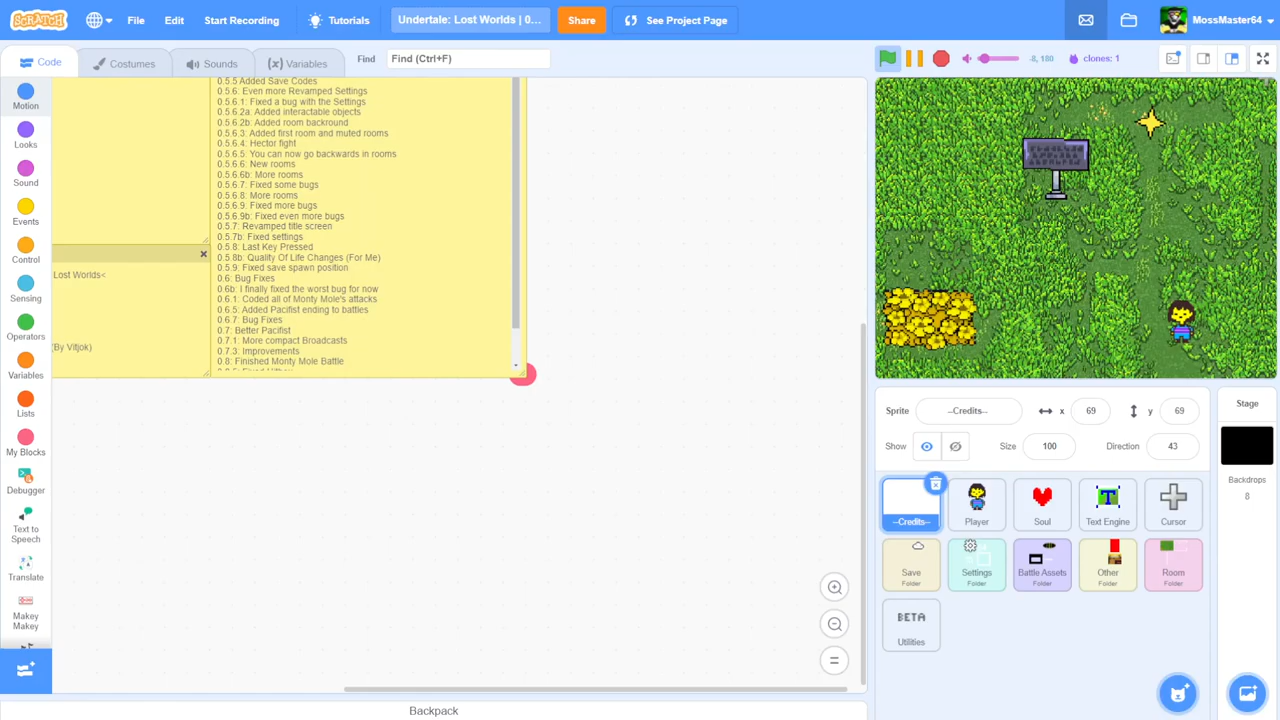 SCRATCH
File
Edit
Start Recording
Tutorials
Undertale: Lost Worlds | 0...
Share
See Project Page
MossMaster64
Code
Costumes
Sounds
Variables
Find
Find (Ctrl+F)
-8, 180
clones: 1
Motion
Looks
Sound
Events
Control
Sensing
Operators
Variables
Lists
My Blocks
Debugger
Text to
Speech
Translate
Makey
Makey
Lost Worlds<
(By Vitjok)
0.5.5 Added Save Codes
0.5.6: Even more Revamped Settings
0.5.6.1: Fixed a bug with the Settings
0.5.6.2a: Added interactable objects
0.5.6.2b: Added room backround
0.5.6.3: Added first room and muted rooms
0.5.6.4: Hector fight
0.5.6.5: You can now go backwards in rooms
0.5.6.6: New rooms
0.5.6.6b: More rooms
0.5.6.7: Fixed some bugs
0.5.6.8: More rooms
0.5.6.9: Fixed more bugs
0.5.6.9b: Fixed even more bugs
0.5.7: Revamped title screen
0.5.7b: Fixed settings
0.5.8: Last Key Pressed
0.5.8b: Quality Of Life Changes (For Me)
0.5.9: Fixed save spawn position
0.6: Bug Fixes
0.6b: I finally fixed the worst bug for now
0.6.1: Coded all of Monty Mole's attacks
0.6.5: Added Pacifist ending to battles
0.6.7: Bug Fixes
0.7: Better Pacifist
0.7.1: More compact Broadcasts
0.7.3: Improvements
0.8: Finished Monty Mole Battle
Sprite
--Credits--
x
69
y
69
Show
Size
100
Direction
43
--Credits--
Player
Soul
Text Engine
Cursor
Save
Folder
Settings
Folder
Battle Assets
Folder
Other
Folder
Room
Folder
BETA
Utilities
Stage
Backdrops
8
Backpack